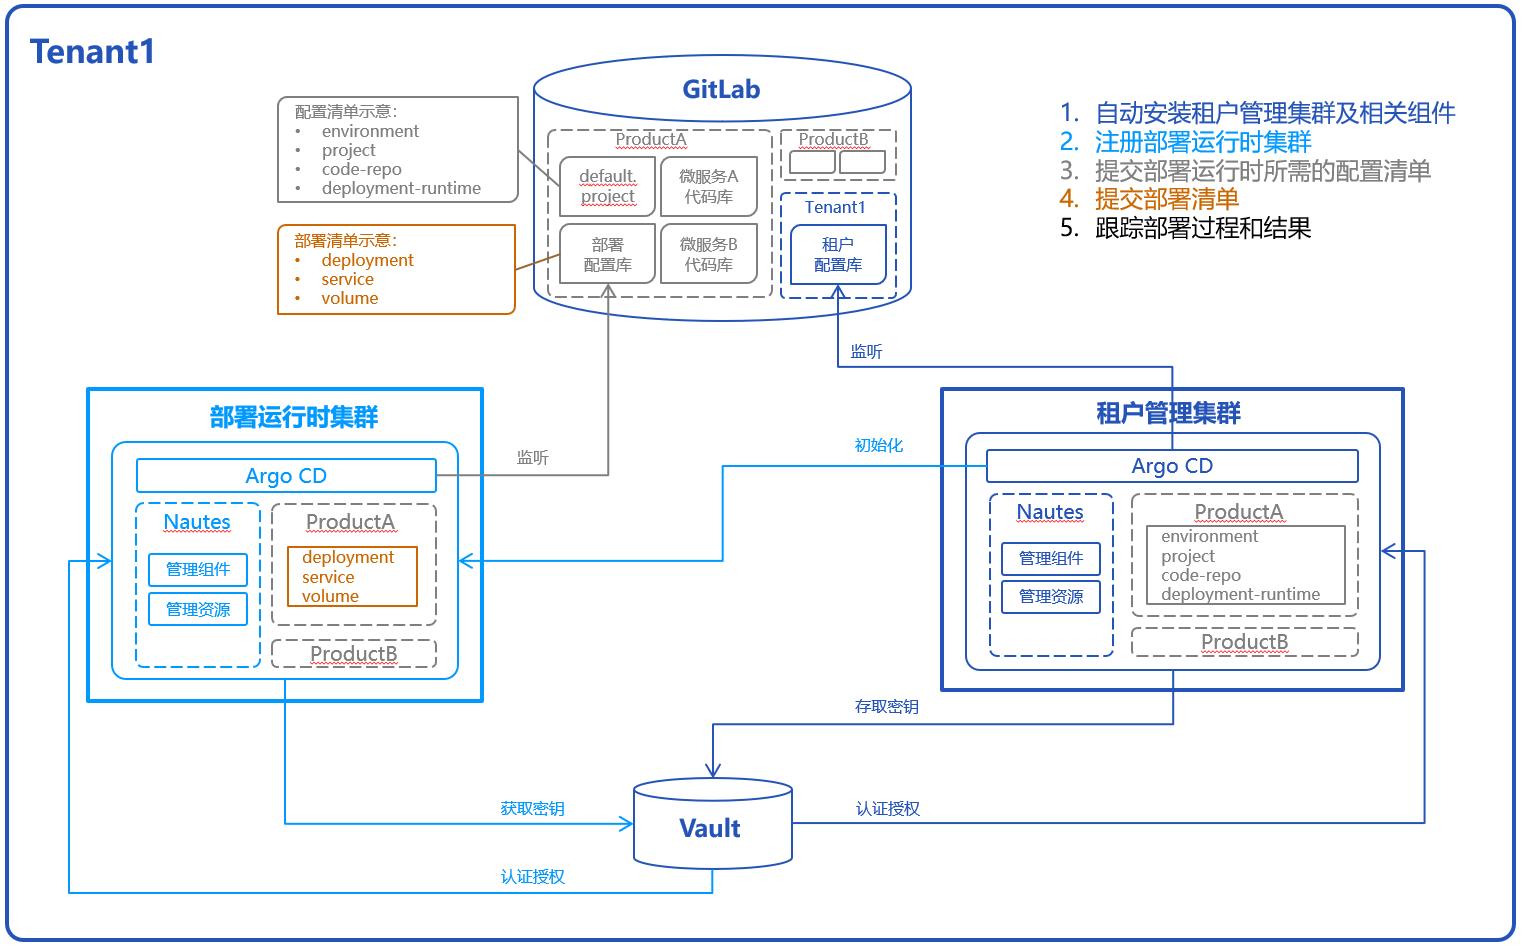 Tenant1
GitLab
配置清单示意：
• environment
• project
• code-repo
• deployment-runtime
部署清单示意：
• deployment
• service
• volume
ProductA
default.
project
微服务A
代码库
部署
配置库
微服务B
代码库
ProductB
Tenant1
租户
配置库
1. 自动安装租户管理集群及相关组件
2. 注册部署运行时集群
3. 提交部署运行时所需的配置清单
4. 提交部署清单
5. 跟踪部署过程和结果
监听
监听
初始化
部署运行时集群
Argo CD
Nautes
管理组件
管理资源
ProductA
deployment
service
volume
ProductB
租户管理集群
Argo CD
Nautes
管理组件
管理资源
ProductA
environment
project
code-repo
deployment-runtime
ProductB
存取密钥
获取密钥
Vault
认证授权
认证授权